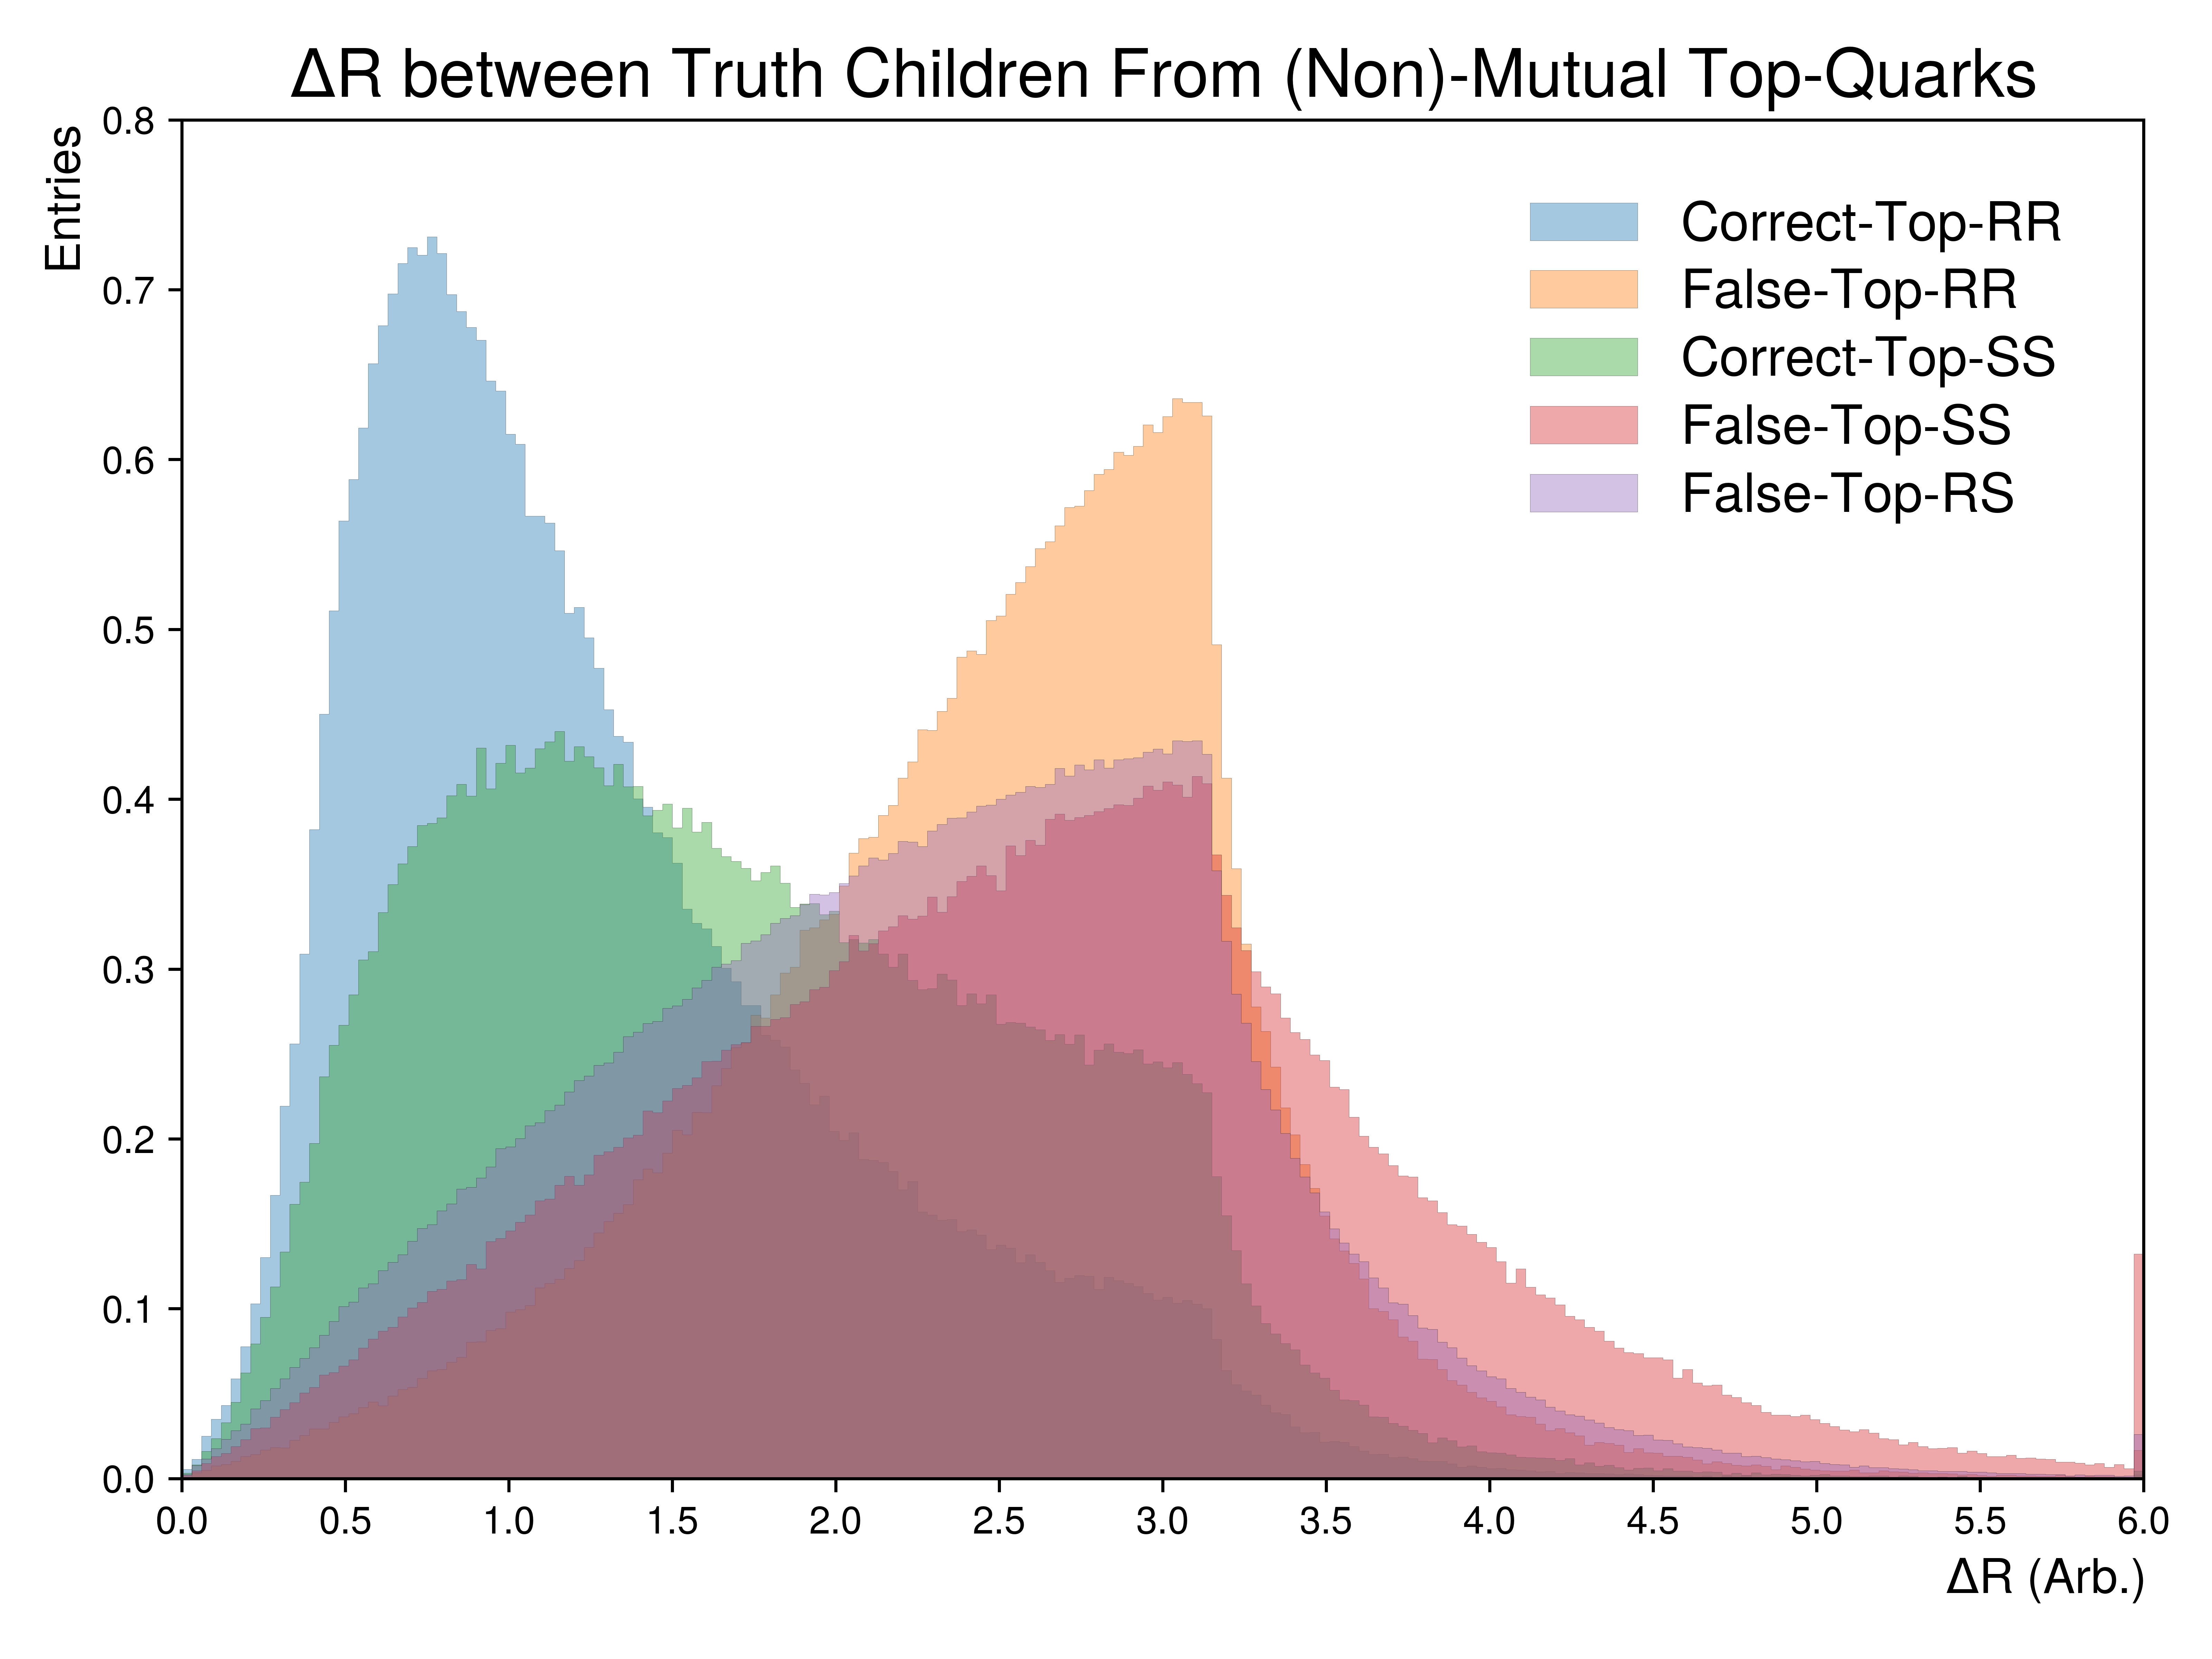 ΔR between Truth Children From (Non)-Mutual Top-Quarks
Entries
0.8
0.7
0.6
0.5
0.4
0.3
0.2
0.1
0.0
Correct-Top-RR
False-Top-RR
Correct-Top-SS
False-Top-SS
False-Top-RS
0.0 0.5 1.0 1.5 2.0 2.5 3.0 3.5 4.0 4.5 5.0 5.5 6.0
ΔR (Arb.)